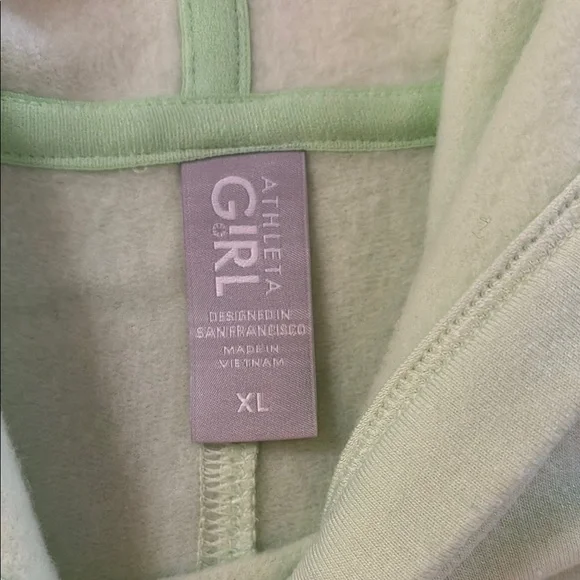 ATHLETA
GIRL
DESIGNED IN
SAN FRANCISCO
MADE IN
VIETNAM
XL